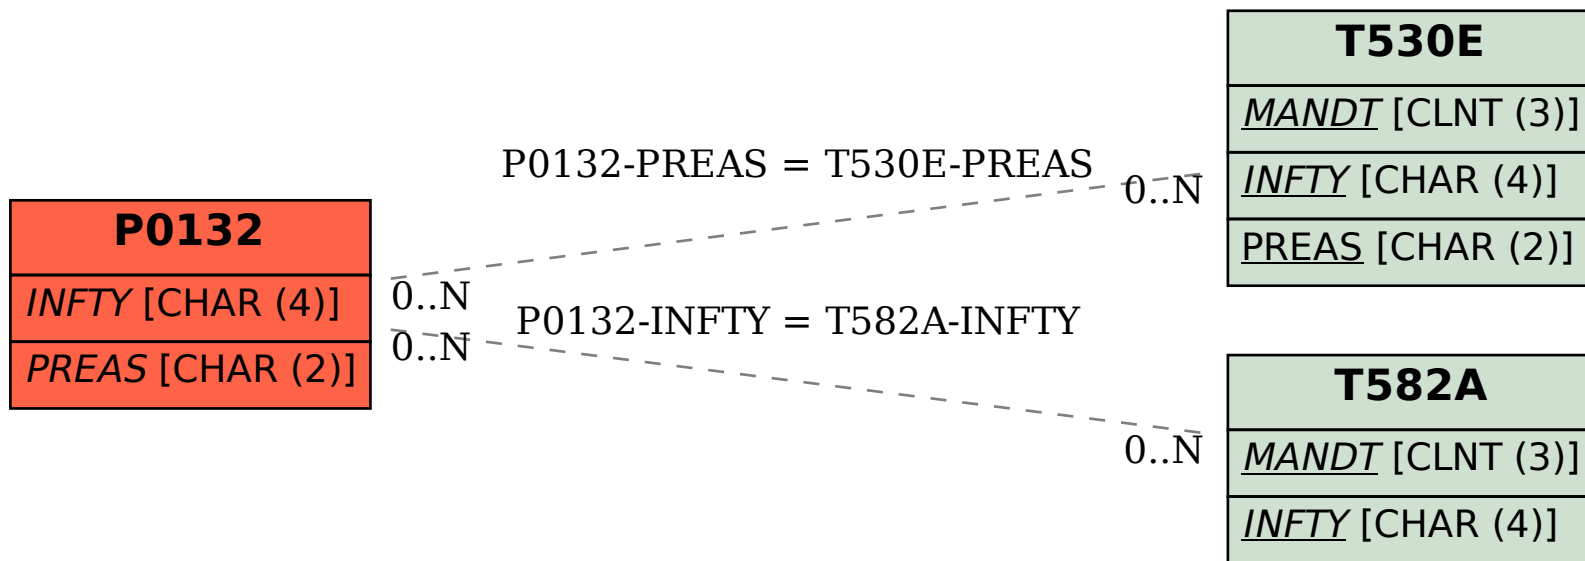 P0132
INFTY [CHAR (4)]
PREAS [CHAR (2)]
P0132-PREAS = T530E-PREAS
0..N
0..N
P0132-INFTY = T582A-INFTY
0..N
0..N
T530E
MANDT [CLNT (3)]
INFTY [CHAR (4)]
PREAS [CHAR (2)]
T582A
MANDT [CLNT (3)]
INFTY [CHAR (4)]